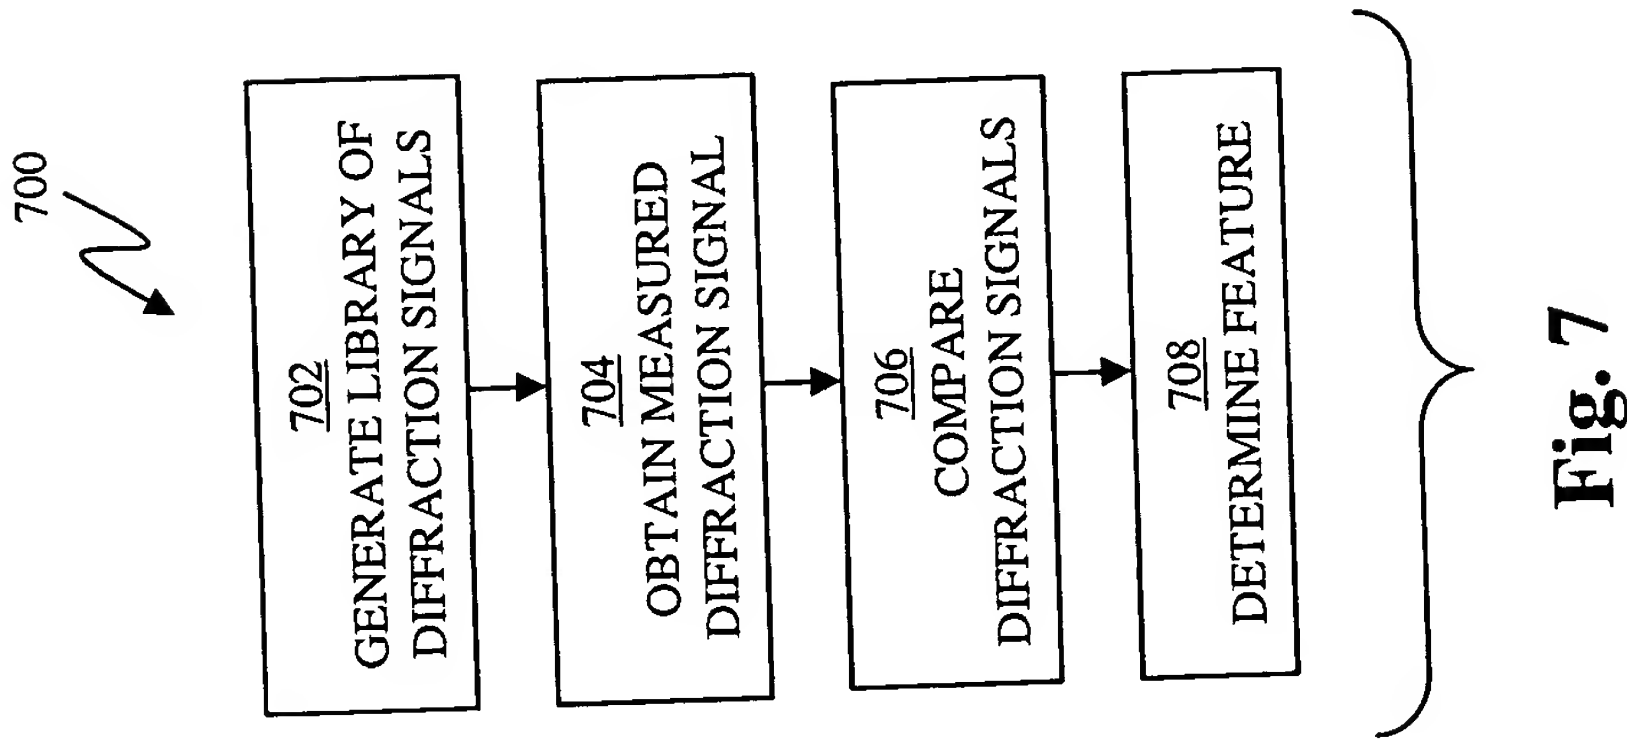 700
702
GENERATE LIBRARY OF
DIFFRACTION SIGNALS
704
OBTAIN MEASURED
DIFFRACTION SIGNAL
706
COMPARE
DIFFRACTION SIGNALS
708
DETERMINE FEATURE
Fig. 7